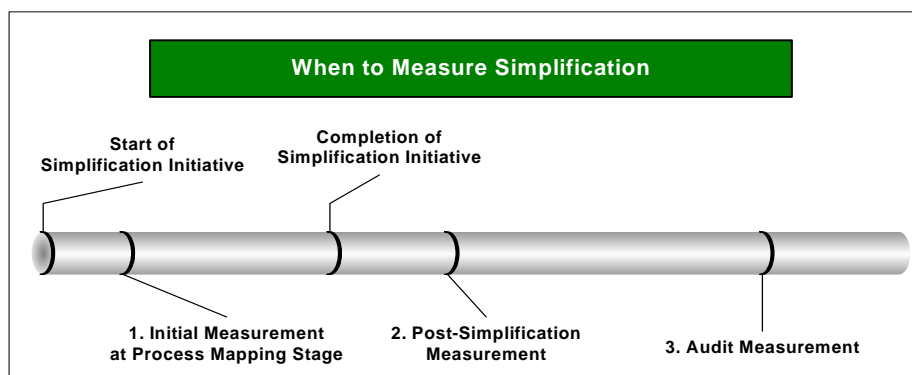 When to Measure Simplification
Start of
Simplification Initiative
Completion of
Simplification Initiative
1. Initial Measurement
at Process Mapping Stage
2. Post-Simplification
Measurement
3. Audit Measurement